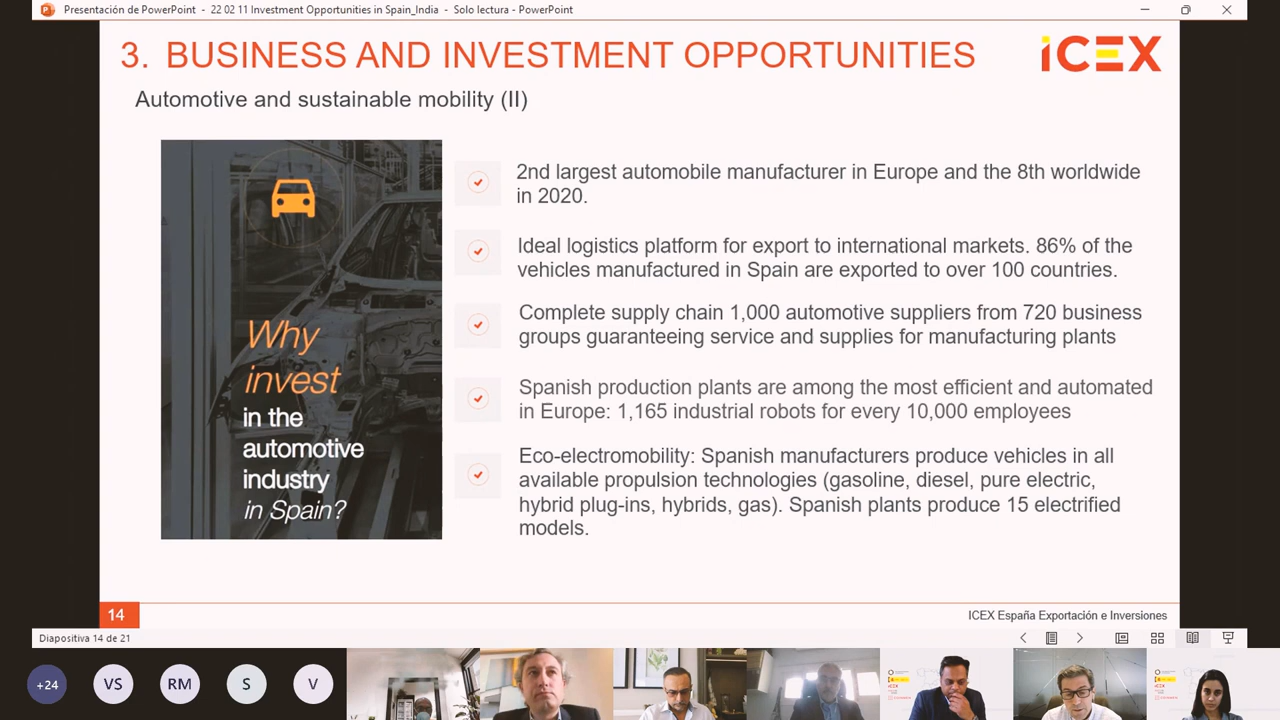 Presentación de PowerPoint - 22 02 11 Investment Opportunities in Spain_India - Solo lectura - PowerPoint
3. BUSINESS AND INVESTMENT OPPORTUNITIES
iCEX
Automotive and sustainable mobility (II)
Why
invest
in the
automotive
industry
in Spain?
2nd largest automobile manufacturer in Europe and the 8th worldwide
in 2020.
Ideal logistics platform for export to international markets. 86% of the
vehicles manufactured in Spain are exported to over 100 countries.
Complete supply chain 1,000 automotive suppliers from 720 business
groups guaranteeing service and supplies for manufacturing plants
Spanish production plants are among the most efficient and automated
in Europe: 1,165 industrial robots for every 10,000 employees
Eco-electromobility: Spanish manufacturers produce vehicles in all
available propulsion technologies (gasoline, diesel, pure electric,
hybrid plug-ins, hybrids, gas). Spanish plants produce 15 electrified
models.
14
ICEX España Exportación e Inversiones
Diapositiva 14 de 21
+24
VS
RM
S
V
iCEX
iCEX